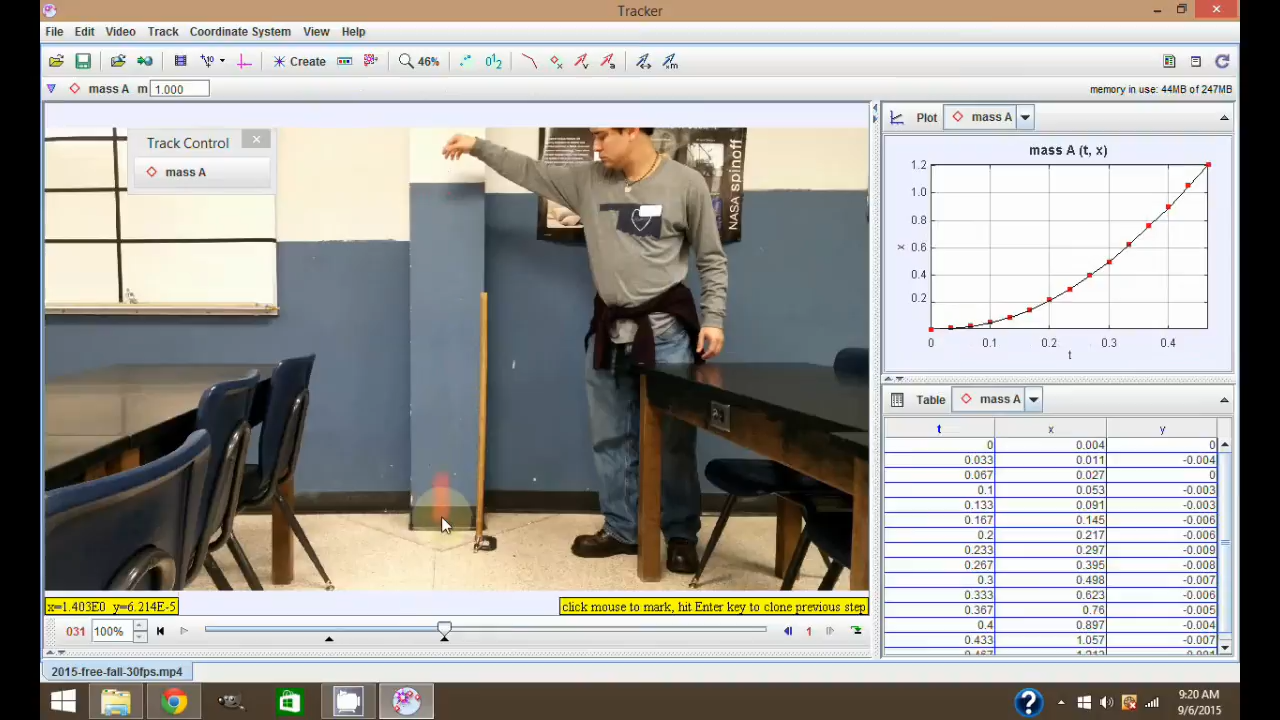 Tracker
File Edit Video Track Coordinate System View Help
Create 46%
mass A m 1.000 memory in use: 44MB of 247MB
Track Control
mass A
NASA spinoff
Plot mass A
mass A (t, x)
1.2
1.0
0.8
x
0.6
0.4
0.2
0 0.1 0.2 0.3 0.4
t
Table mass A
t x y
0 0.004 0
0.033 0.011 -0.004
0.067 0.027 0
0.1 0.053 -0.003
0.133 0.091 -0.003
0.167 0.145 -0.006
0.2 0.217 -0.006
0.233 0.297 -0.009
0.267 0.395 -0.008
0.3 0.498 -0.007
0.333 0.623 -0.006
0.367 0.76 -0.005
0.4 0.897 -0.004
0.433 1.057 -0.007
x=1.403E0 y=6.214E-5 click mouse to mark, hit Enter key to clone previous step
031 100% 1
2015-free-fall-30fps.mp4
9:20 AM
9/6/2015